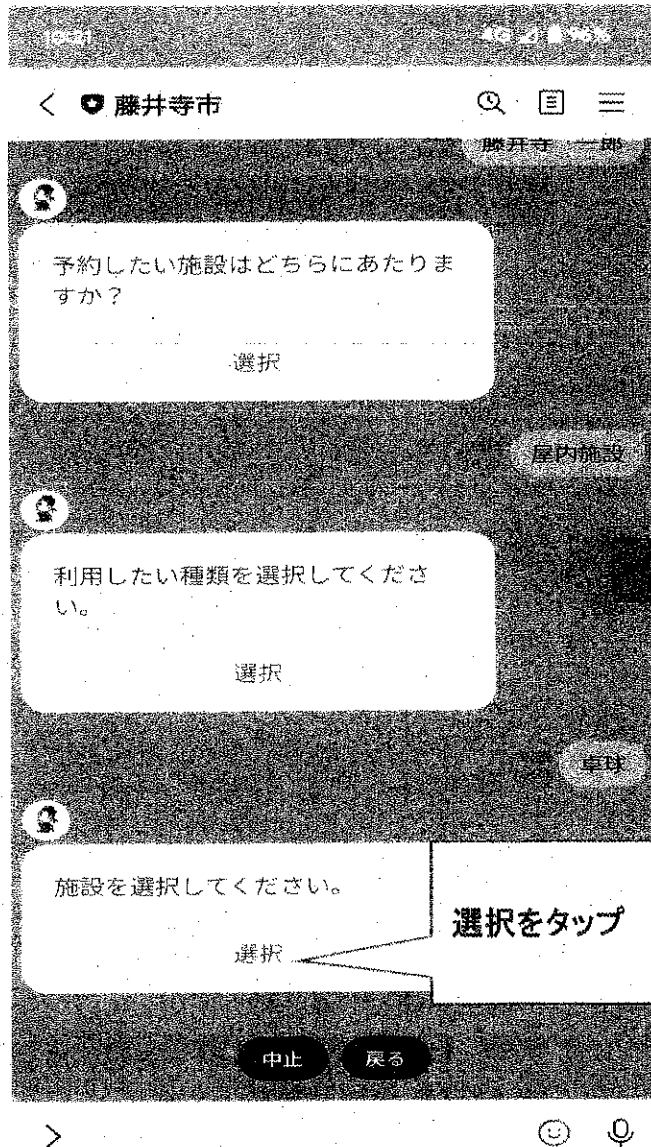 藤井寺市
藤井寺 一郎
予約したい施設はどちらにあたりま
すか？
選択
屋内施設
利用したい種類を選択してくださ
い。
選択
卓球
施設を選択してください。
選択
選択をタップ
中止
戻る